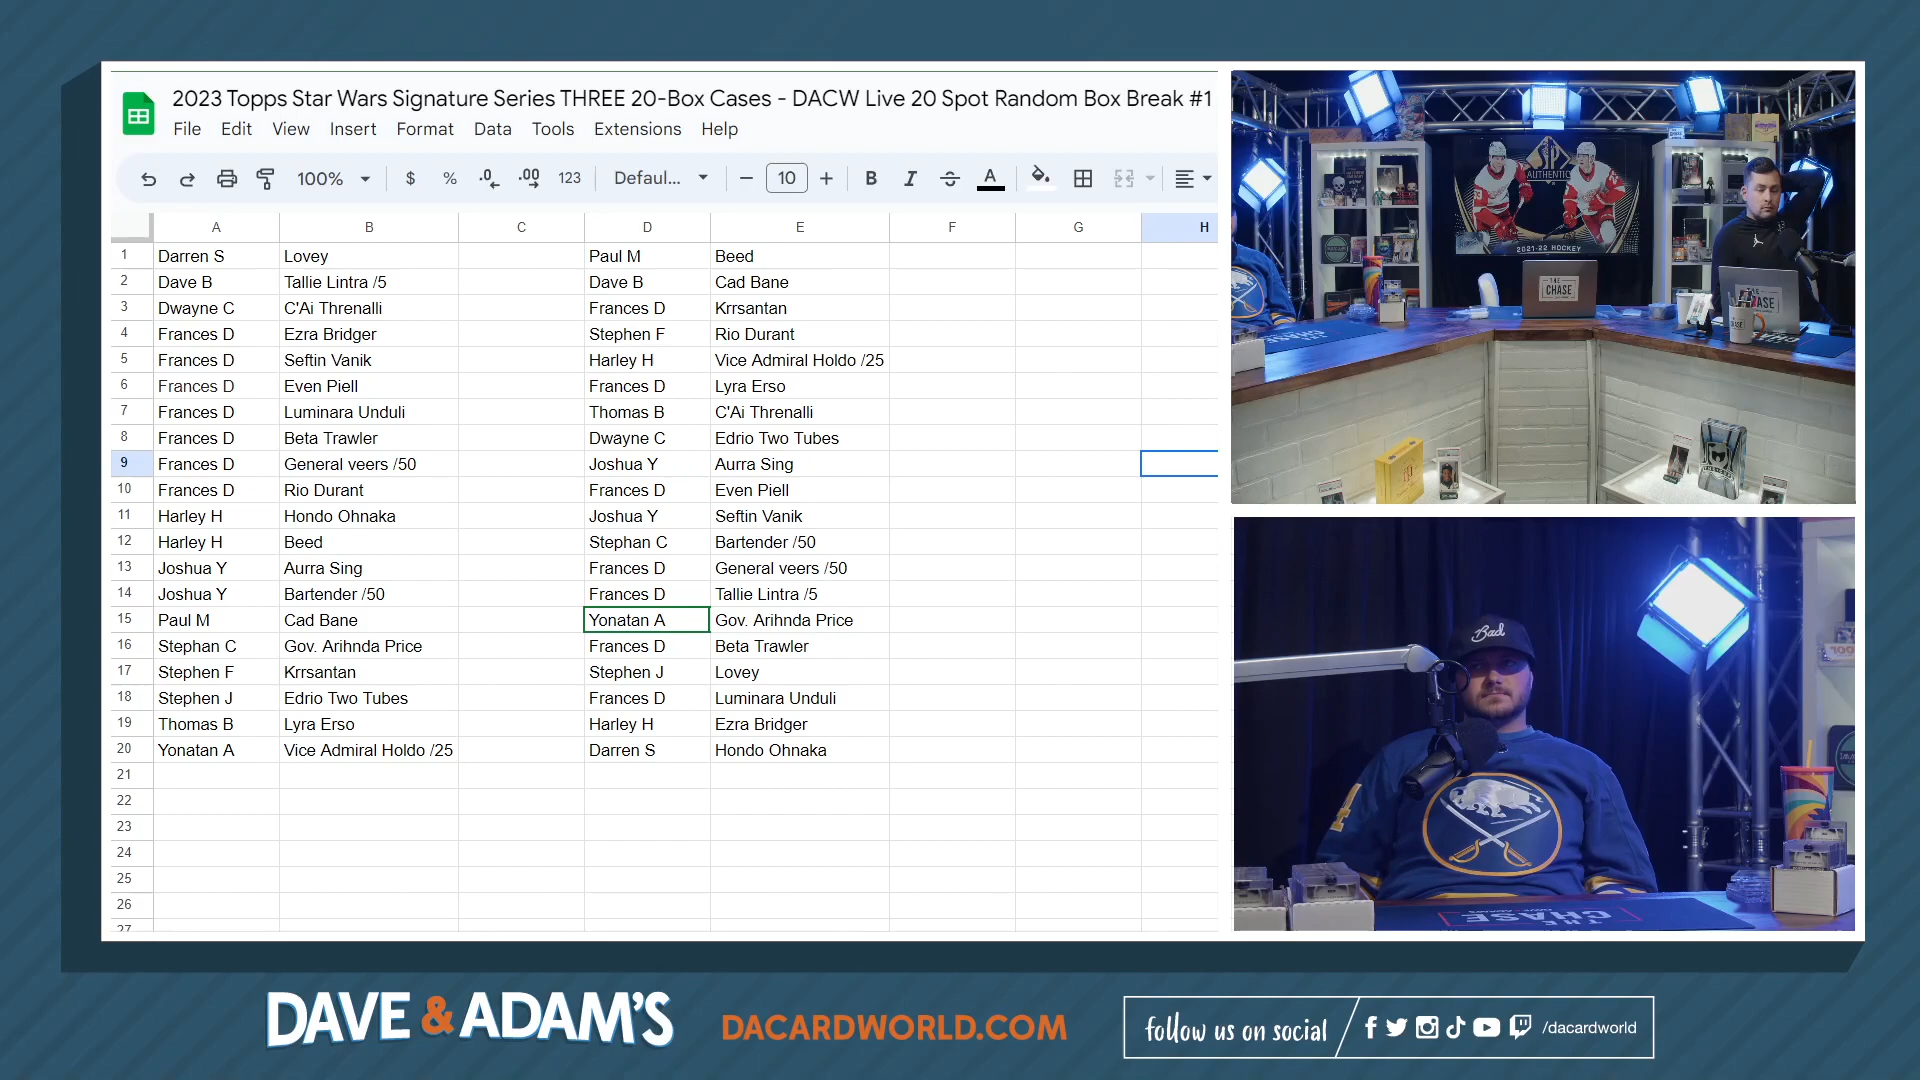 2023 Topps Star Wars Signature Series THREE 20-Box Cases - DACW Live 20 Spot Random Box Break #1
File Edit View Insert Format Data Tools Extensions Help
100% $ % .0 .00 123 Defaul... 10 B I A
A B C D E F G H
1 Darren S Lovey Paul M Beed
2 Dave B Tallie Lintra /5 Dave B Cad Bane
3 Dwayne C C'Ai Threnalli Frances D Krrsantan
4 Frances D Ezra Bridger Stephen F Rio Durant
5 Frances D Seftin Vanik Harley H Vice Admiral Holdo /25
6 Frances D Even Piell Frances D Lyra Erso
7 Frances D Luminara Unduli Thomas B C'Ai Threnalli
8 Frances D Beta Trawler Dwayne C Edrio Two Tubes
9 Frances D General veers /50 Joshua Y Aurra Sing
10 Frances D Rio Durant Frances D Even Piell
11 Harley H Hondo Ohnaka Joshua Y Seftin Vanik
12 Harley H Beed Stephan C Bartender /50
13 Joshua Y Aurra Sing Frances D General veers /50
14 Joshua Y Bartender /50 Frances D Tallie Lintra /5
15 Paul M Cad Bane Yonatan A Gov. Arihnda Price
16 Stephan C Gov. Arihnda Price Frances D Beta Trawler
17 Stephen F Krrsantan Stephen J Lovey
18 Stephen J Edrio Two Tubes Frances D Luminara Unduli
19 Thomas B Lyra Erso Harley H Ezra Bridger
20 Yonatan A Vice Admiral Holdo /25 Darren S Hondo Ohnaka
21
22
23
24
25
26
27
SP
AUTHENTIC
2021-22 HOCKEY
THE
CHASE
Bad
THE
CHASE
DAVE & ADAM'S
DACARDWORLD.COM
follow us on social
/dacardworld